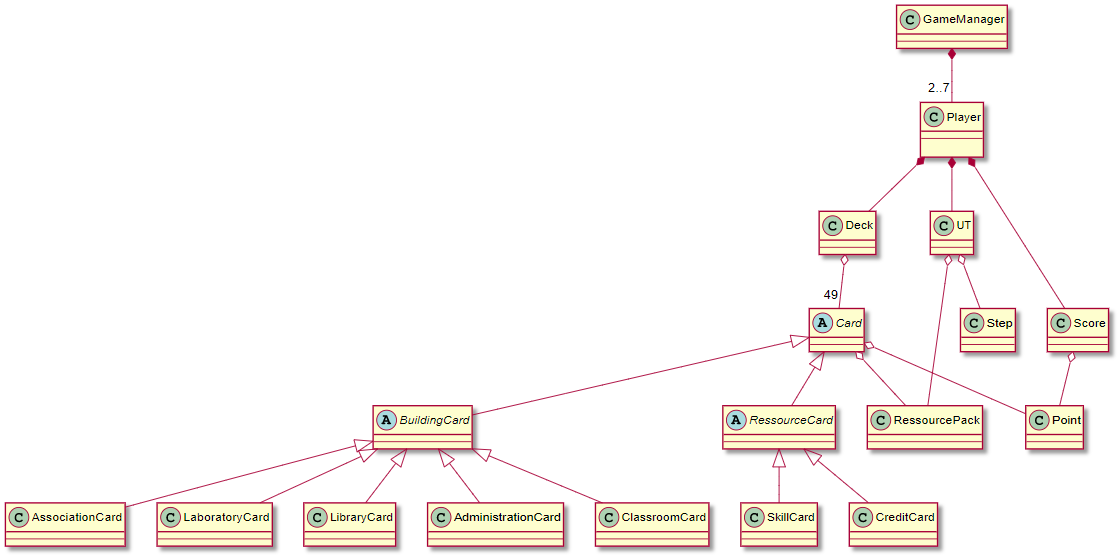 C GameManager
2..7
C Player
C Deck
C UT
49
A Card
C Step
C Score
A BuildingCard
A RessourceCard
C RessourcePack
C Point
C AssociationCard
C LaboratoryCard
C LibraryCard
C AdministrationCard
C ClassroomCard
C SkillCard
C CreditCard